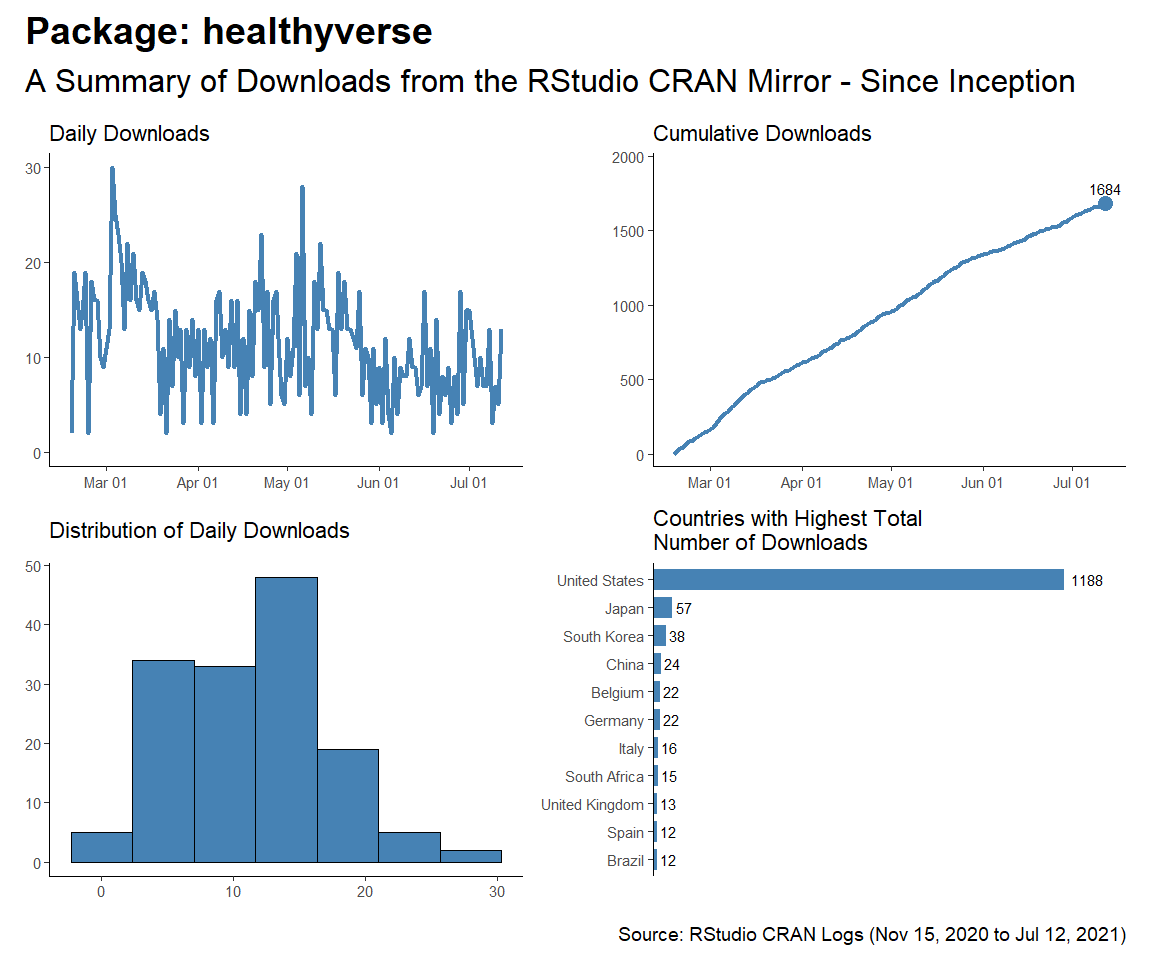 Package: healthyverse
A Summary of Downloads from the RStudio CRAN Mirror - Since Inception
Daily Downloads
30
20
10
0
Mar 01 Apr 01 May 01 Jun 01 Jul 01
Cumulative Downloads
2000
1500
1000
500
0
1684
Mar 01 Apr 01 May 01 Jun 01 Jul 01
Distribution of Daily Downloads
50
40
30
20
10
0
0 10 20 30
Countries with Highest Total
Number of Downloads
United States 1188
Japan 57
South Korea 38
China 24
Belgium 22
Germany 22
Italy 16
South Africa 15
United Kingdom 13
Spain 12
Brazil 12
Source: RStudio CRAN Logs (Nov 15, 2020 to Jul 12, 2021)